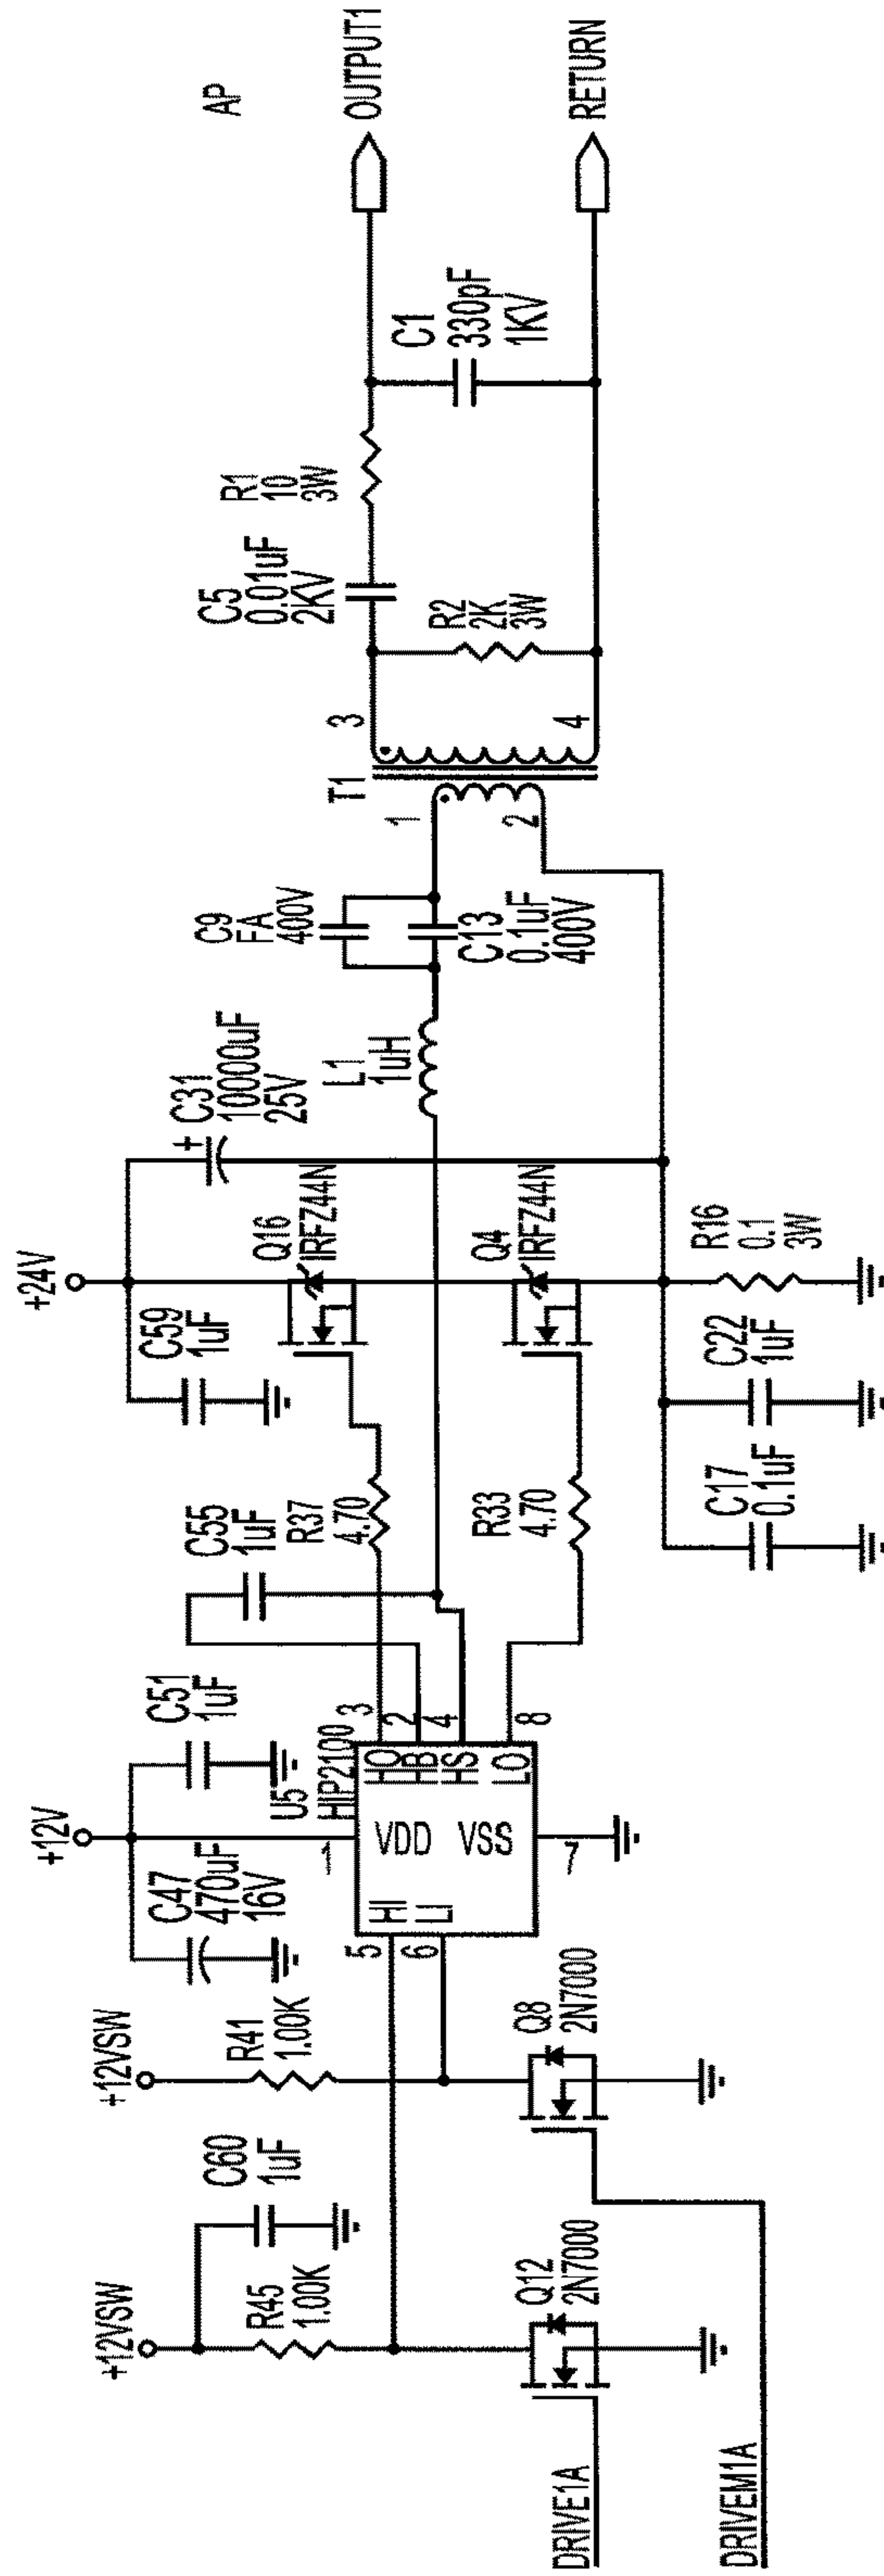 +12VSW
R45
1.00K
C60
1uF
DRIVE1A
DRIVEM1A
Q12
2N7000
+12VSW
R41
1.00K
Q8
2N7000
+12V
C47
470uF
16V
C51
1uF
U5
HIP2100
1
VDD
VSS
7
5
HI
6
LI
HO
3
HB
2
HS
4
LO
8
C55
1uF
R37
4.70
R33
4.70
+24V
C59
1uF
Q16
IRFZ44N
Q4
IRFZ44N
C17
0.1uF
C22
1uF
R16
0.1
3W
+
C31
10000uF
25V
L1
1uH
C9
FA
400V
C13
0.1uF
400V
T1
1
2
3
4
C5
0.01uF
2KV
R2
2K
3W
R1
10
3W
C1
330pF
1KV
AP
OUTPUT1
RETURN